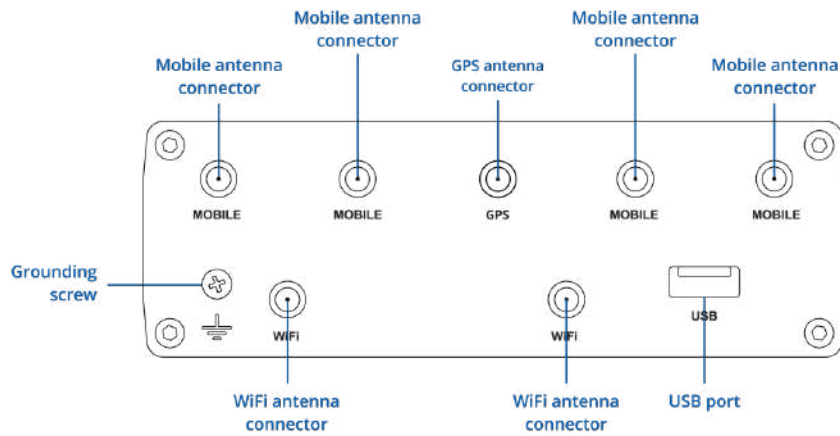 Mobile antenna
connector
Mobile antenna
connector
GPS antenna
connector
Mobile antenna
connector
Mobile antenna
connector
MOBILE
MOBILE
GPS
MOBILE
MOBILE
Grounding
screw
WiFi
WiFi
USB
WiFi antenna
connector
WiFi antenna
connector
USB port